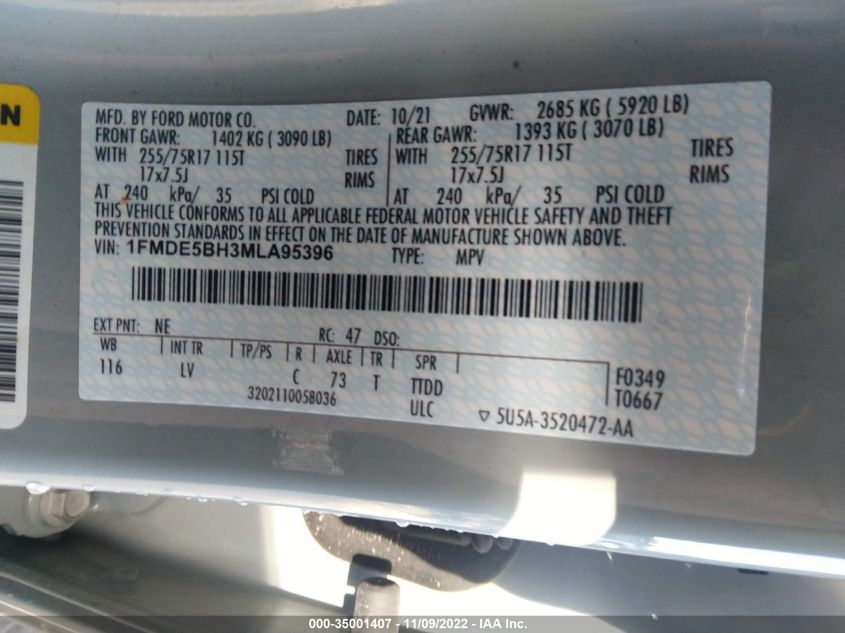 N
MFD. BY FORD MOTOR CO. DATE: 10/21 GVWR: 2685 KG ( 5920 LB)
FRONT GAWR: 1402 KG ( 3090 LB) REAR GAWR: 1393 KG ( 3070 LB)
WITH 255/75R17 115T TIRES WITH 255/75R17 115T TIRES
17x7.5J RIMS 17x7.5J RIMS
AT 240 kPa/ 35 PSI COLD AT 240 kPa/ 35 PSI COLD
THIS VEHICLE CONFORMS TO ALL APPLICABLE FEDERAL MOTOR VEHICLE SAFETY AND THEFT
PREVENTION STANDARDS IN EFFECT ON THE DATE OF MANUFACTURE SHOWN ABOVE.
VIN: 1FMDE5BH3MLA95396 TYPE: MPV
EXT PNT: NE RC: 47 DSO:
WB INT TR TP/PS R AXLE TR SPR
116 LV C 73 T TTDD F0349
3202110058036 ULC T0667
5U5A-3520472-AA
000-35001407 - 11/09/2022 - IAA Inc.